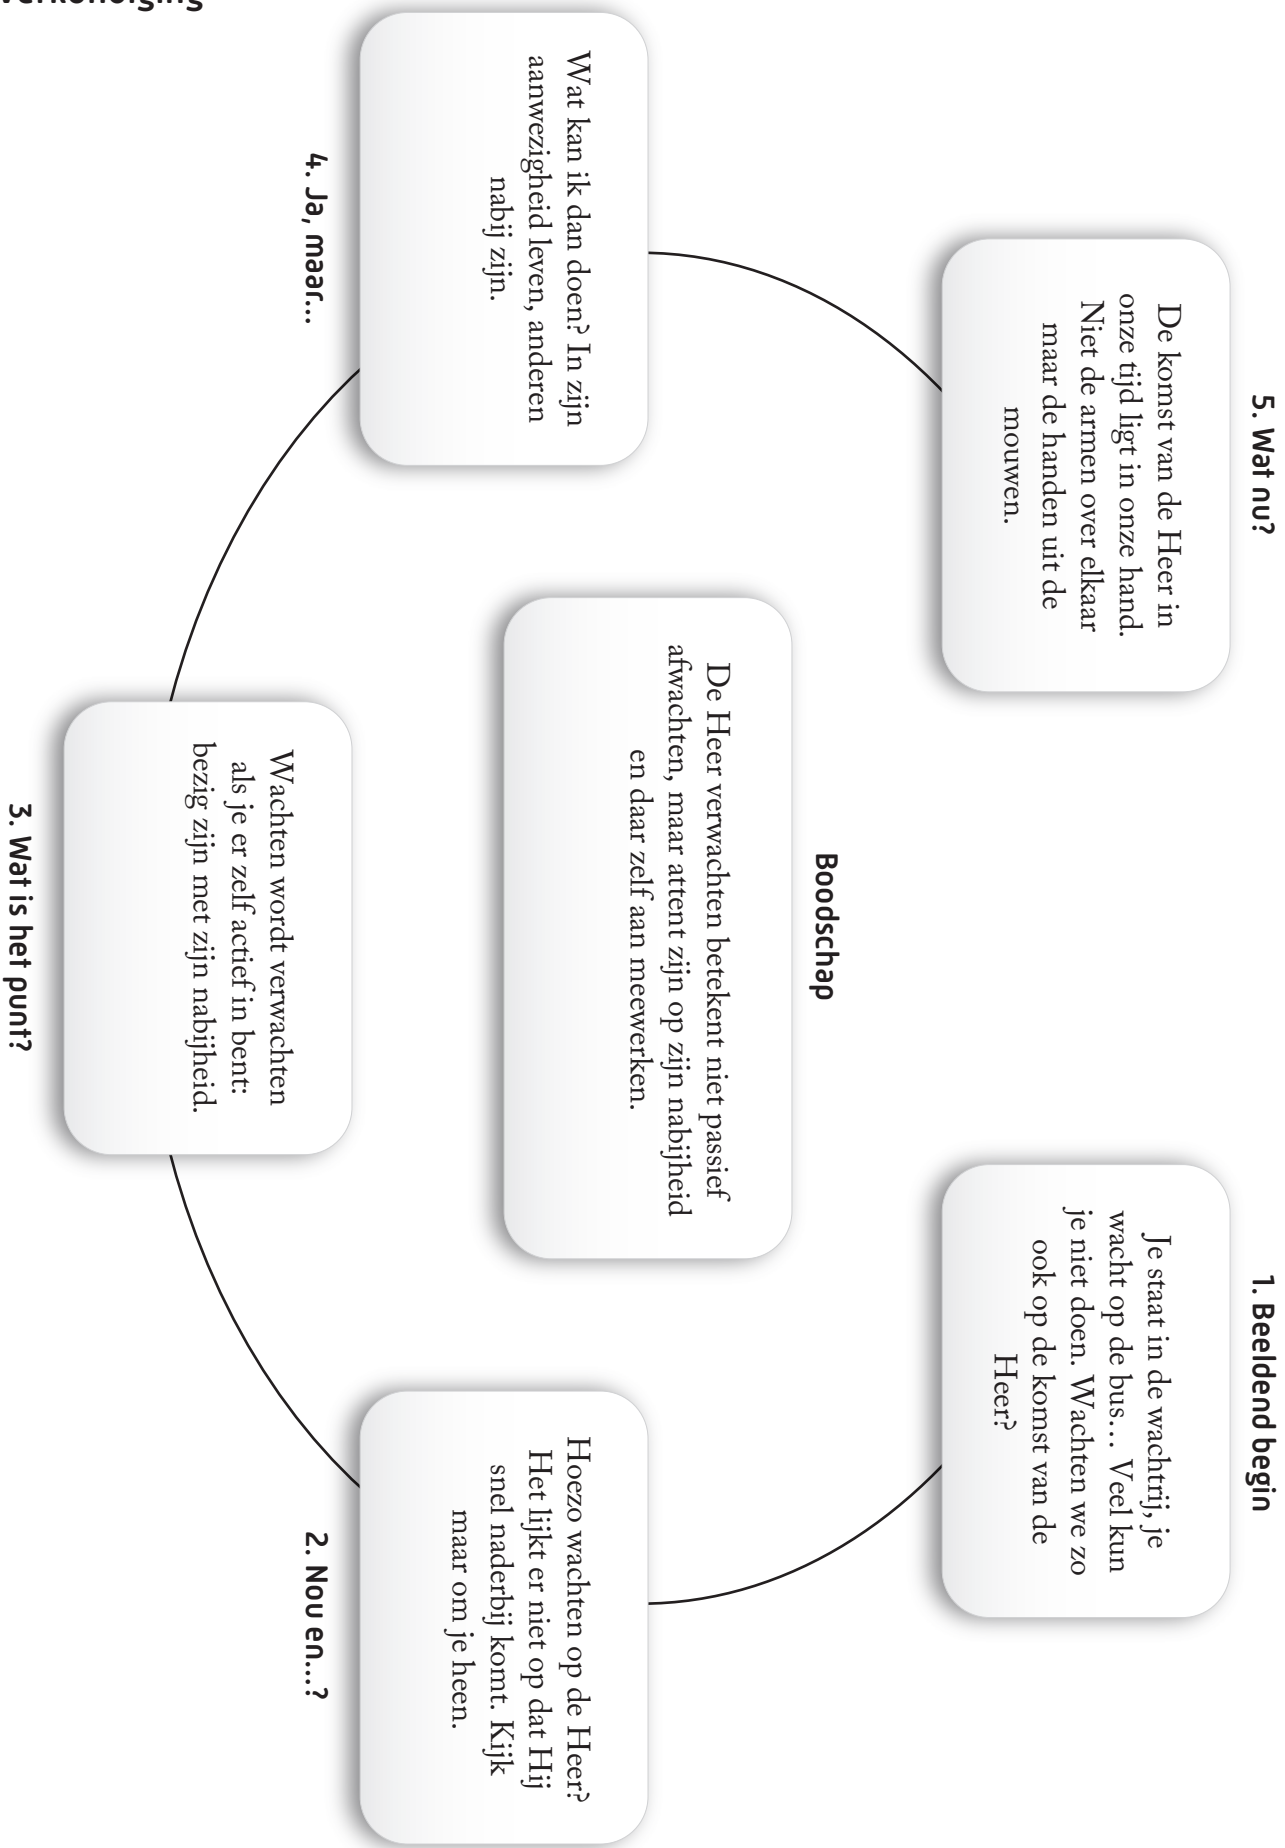 1. Beeldend begin
Je staat in de wachtrij, je
wacht op de bus… Veel kun
je niet doen. Wachten we zo
ook op de komst van de
Heer?
Hoezo wachten op de Heer?
Het lijkt er niet op dat Hij
snel naderbij komt. Kijk
maar om je heen.
2. Nou en...?
Wachten wordt verwachten
als je er zelf actief in bent:
bezig zijn met zijn nabijheid.
3. Wat is het punt?
Wat kan ik dan doen? In zijn
aanwezigheid leven, anderen
nabij zijn.
4. Ja, maar...
5. Wat nu?
De komst van de Heer in
onze tijd ligt in onze hand.
Niet de armen over elkaar
maar de handen uit de
mouwen.
Boodschap
De Heer verwachten betekent niet passief
afwachten, maar attent zijn op zijn nabijheid
en daar zelf aan meewerken.